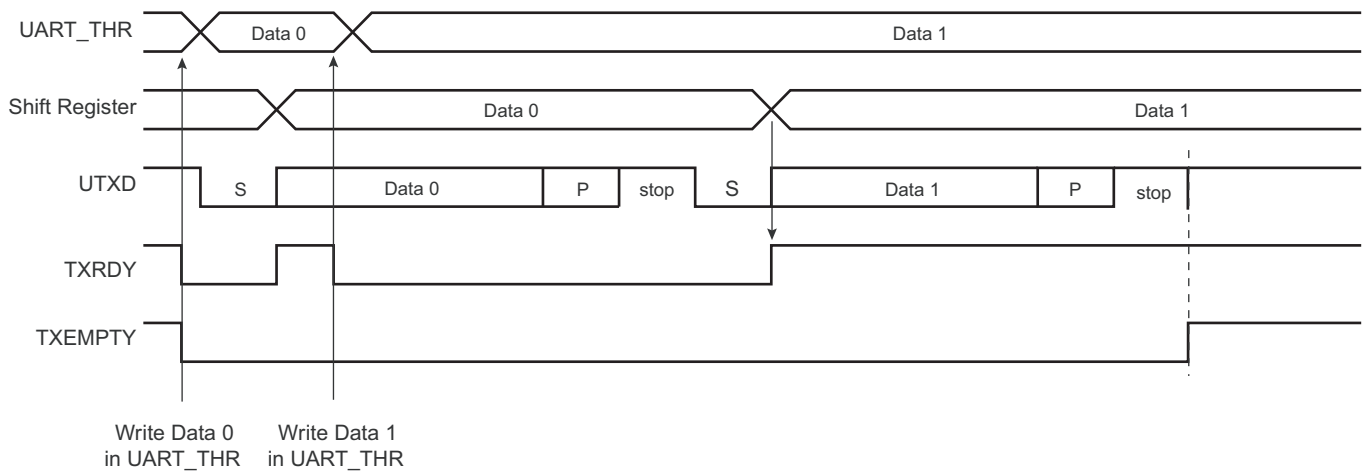 UART_THR
Data 0
Data 1
Shift Register
Data 0
Data 1
UTXD
S
Data 0
P
stop
S
Data 1
P
stop
TXRDY
TXEMPTY
Write Data 0
in UART_THR
Write Data 1
in UART_THR